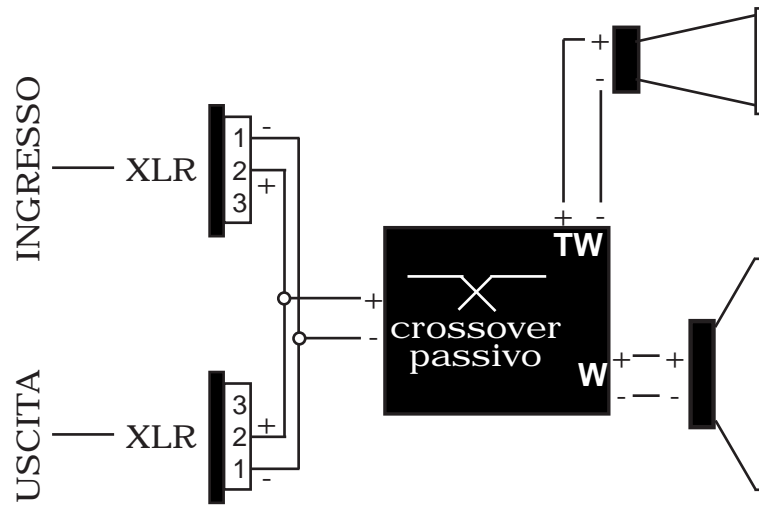 INGRESSO
XLR
1 -
2
+
3
+
-
+ -
TW
+
-
crossover
passivo
W
+ +
- -
USCITA
XLR
3
+
2
1
-